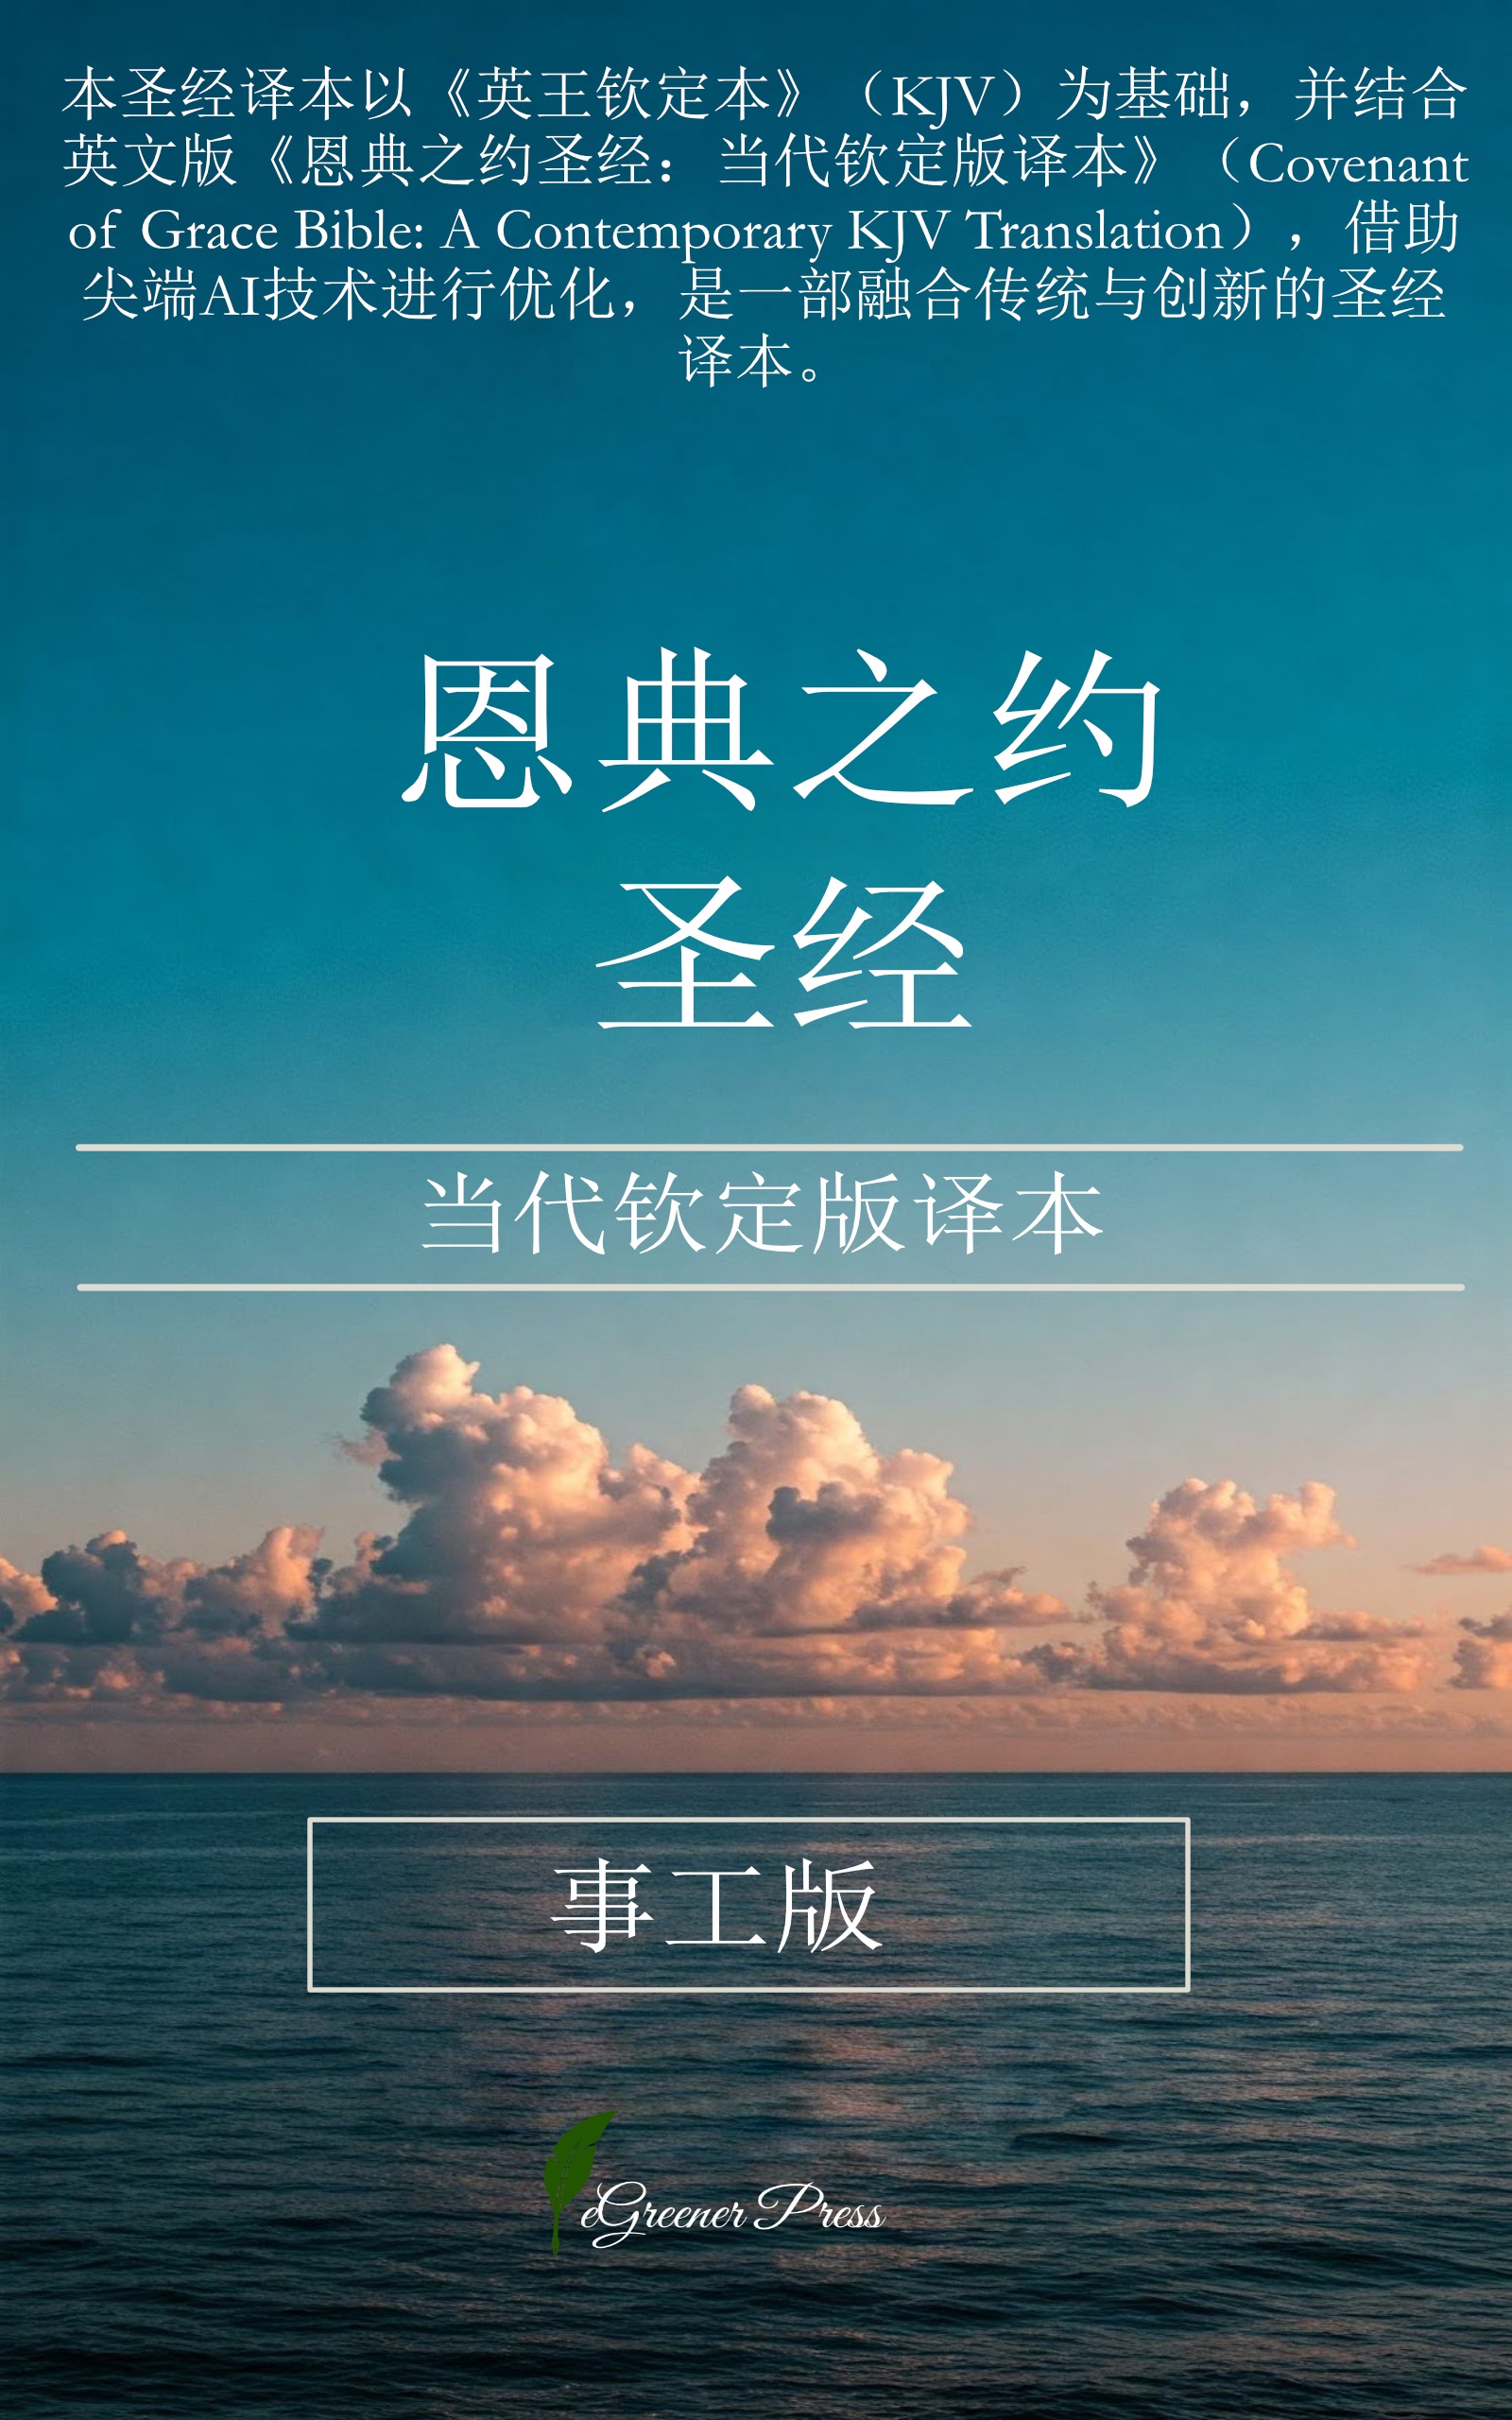 本圣经译本以《英王钦定本》（KJV）为基础，并结合
英文版《恩典之约圣经：当代钦定版译本》（Covenant
of Grace Bible: A Contemporary KJV Translation），借助
尖端AI技术进行优化，是一部融合传统与创新的圣经
译本。
恩典之约
圣经
当代钦定版译本
事工版
eGreener Press